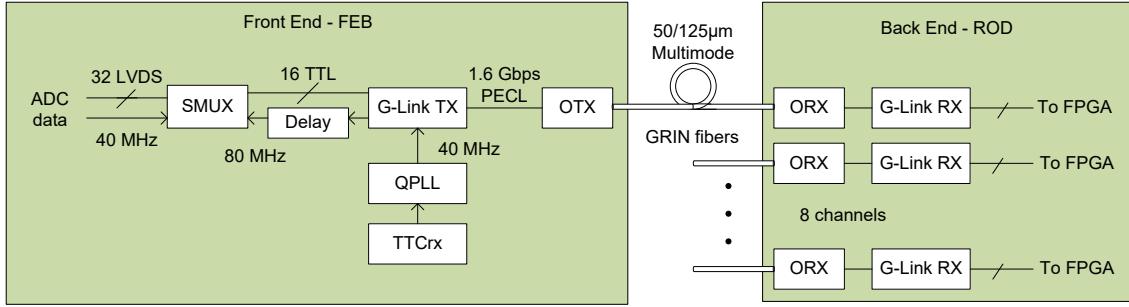 Front End - FEB
50/125µm
Multimode
Back End - ROD
32 LVDS
16 TTL
1.6 Gbps
PECL
ADC
data
SMUX
G-Link TX
OTX
ORX
G-Link RX
To FPGA
Delay
40 MHz
80 MHz
40 MHz
GRIN fibers
ORX
G-Link RX
To FPGA
QPLL
8 channels
TTCrx
ORX
G-Link RX
To FPGA